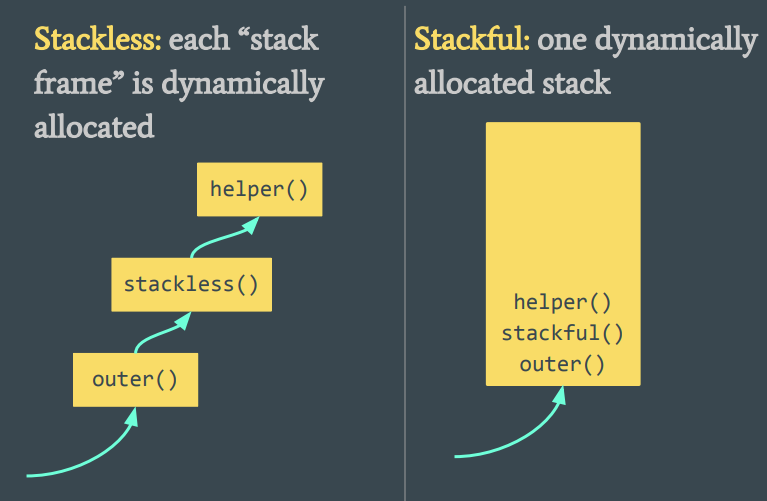 Stackless: each “stack
frame” is dynamically
allocated
helper()
stackless()
outer()
Stackful: one dynamically
allocated stack
helper()
stackful()
outer()